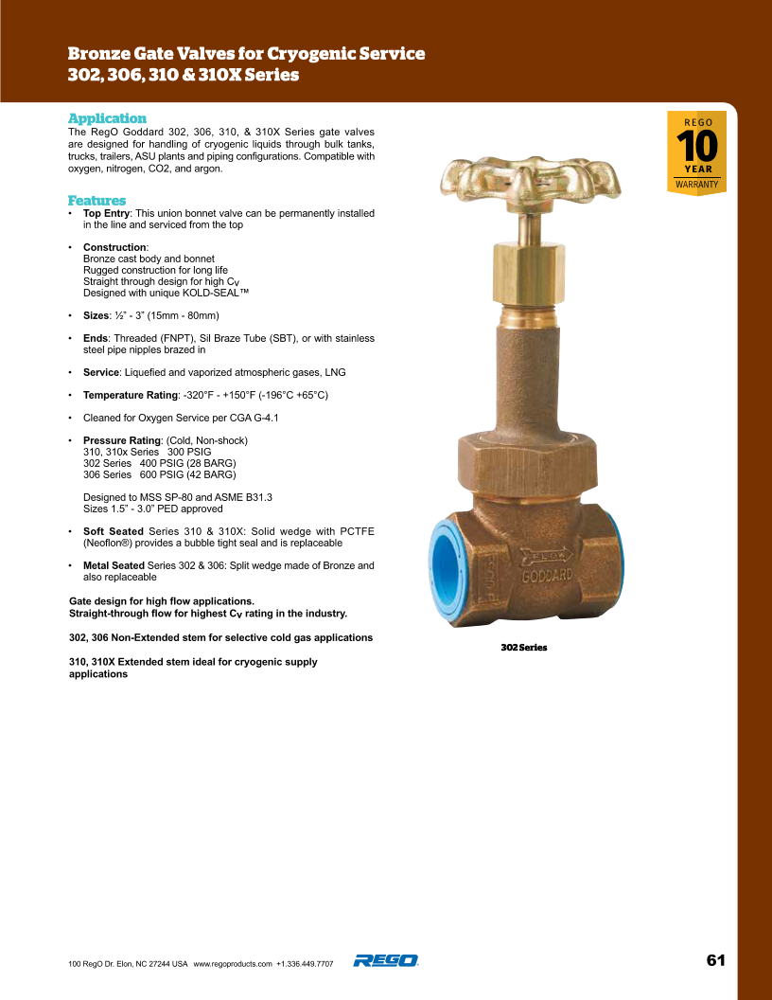 Bronze Gate Valves for Cryogenic Service
302, 306, 310 & 310X Series
Application
The RegO Goddard 302, 306, 310, & 310X Series gate valves
are designed for handling of cryogenic liquids through bulk tanks,
trucks, trailers, ASU plants and piping configurations. Compatible with
oxygen, nitrogen, CO2, and argon.
Features
• Top Entry: This union bonnet valve can be permanently installed
in the line and serviced from the top
• Construction:
Bronze cast body and bonnet
Rugged construction for long life
Straight through design for high Cv
Designed with unique KOLD-SEAL™
• Sizes: ½” - 3” (15mm - 80mm)
• Ends: Threaded (FNPT), Sil Braze Tube (SBT), or with stainless
steel pipe nipples brazed in
• Service: Liquefied and vaporized atmospheric gases, LNG
• Temperature Rating: -320°F - +150°F (-196°C +65°C)
• Cleaned for Oxygen Service per CGA G-4.1
• Pressure Rating: (Cold, Non-shock)
310, 310x Series 300 PSIG
302 Series 400 PSIG (28 BARG)
306 Series 600 PSIG (42 BARG)
Designed to MSS SP-80 and ASME B31.3
Sizes 1.5” - 3.0” PED approved
• Soft Seated Series 310 & 310X: Solid wedge with PCTFE
(Neoflon®) provides a bubble tight seal and is replaceable
• Metal Seated Series 302 & 306: Split wedge made of Bronze and
also replaceable
Gate design for high flow applications.
Straight-through flow for highest Cv rating in the industry.
302, 306 Non-Extended stem for selective cold gas applications
310, 310X Extended stem ideal for cryogenic supply
applications
REGO
10
YEAR
WARRANTY
FLOW
GODDARD
302 Series
100 RegO Dr. Elon, NC 27244 USA www.regoproducts.com +1.336.449.7707
REGO
61